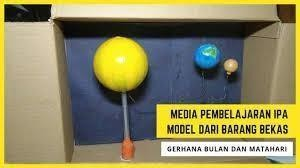 MEDIA PEMBELAJARAN IPA
MODEL DARI BARANG BEKAS
GERHANA BULAN DAN MATAHARI